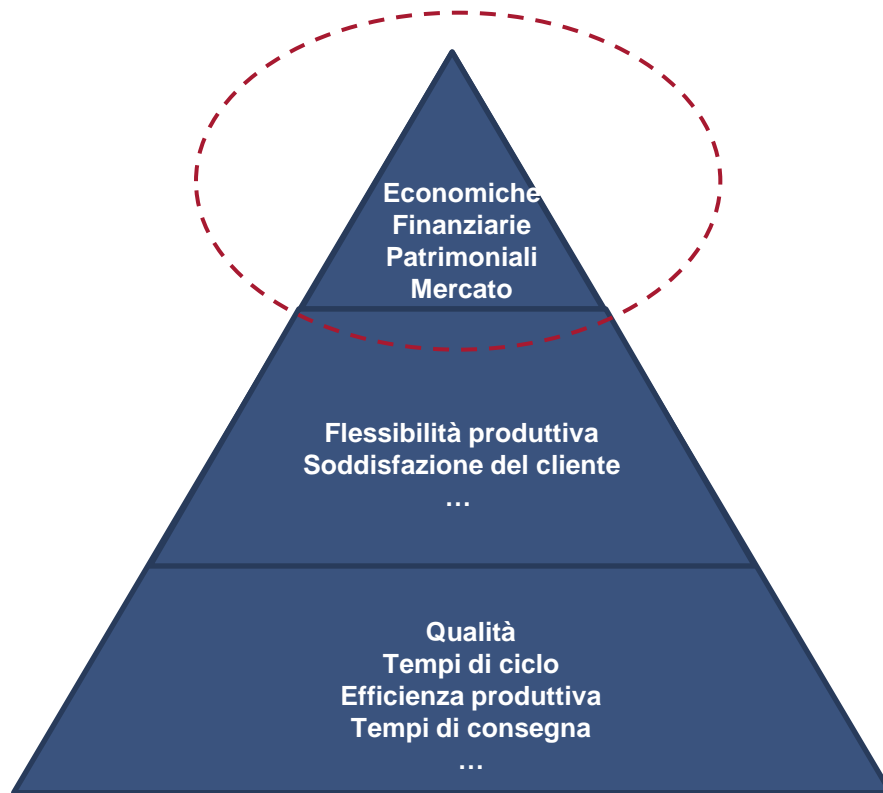 Economiche
Finanziarie
Patrimoniali
Mercato
Flessibilità produttiva
Soddisfazione del cliente
…
Qualità
Tempi di ciclo
Efficienza produttiva
Tempi di consegna
…